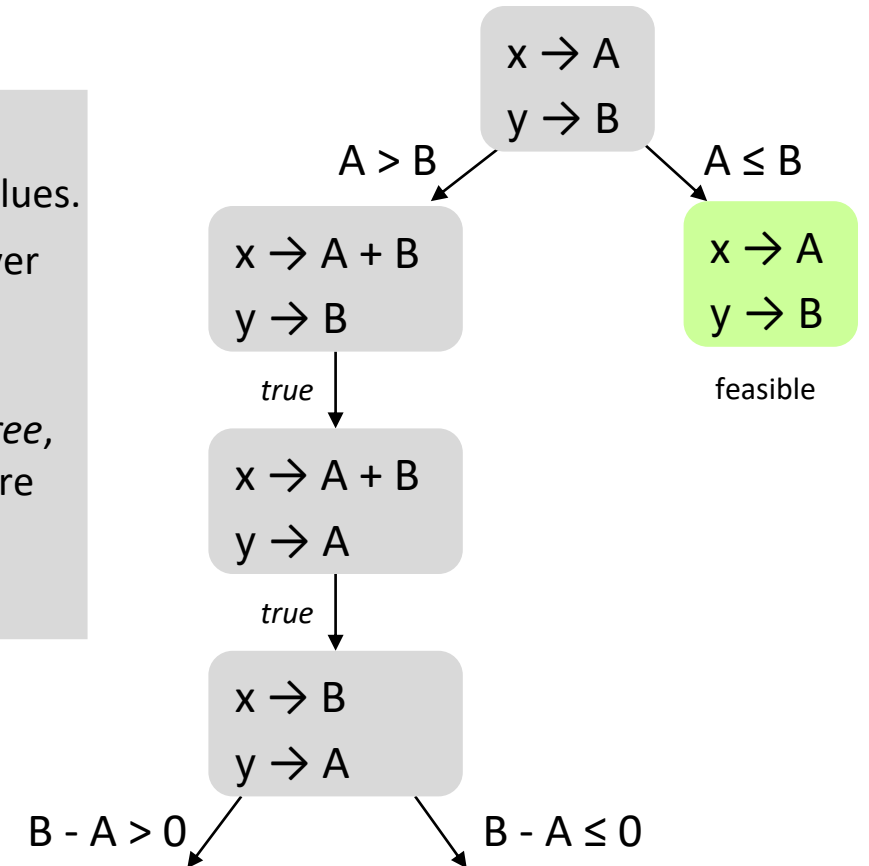 lues.
ver
ree,
re
x → A
y → B
A > B
A ≤ B
x → A + B
y → B
x → A
y → B
feasible
true
x → A + B
y → A
true
x → B
y → A
B - A > 0
B - A ≤ 0